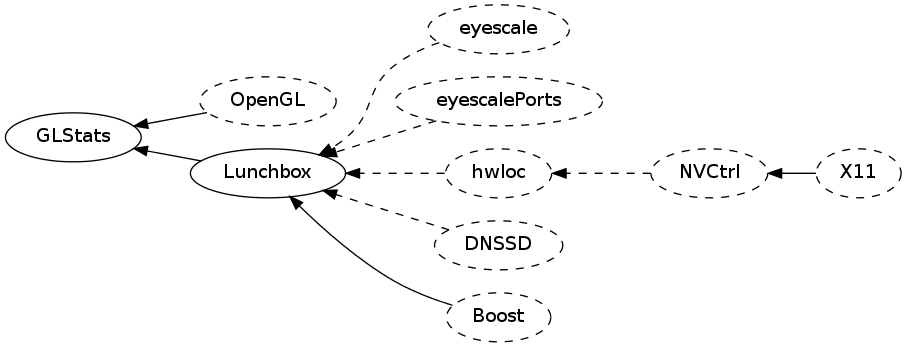 eyescale
OpenGL
eyescalePorts
GLStats
Lunchbox
hwloc
NVCtrl
X11
DNSSD
Boost